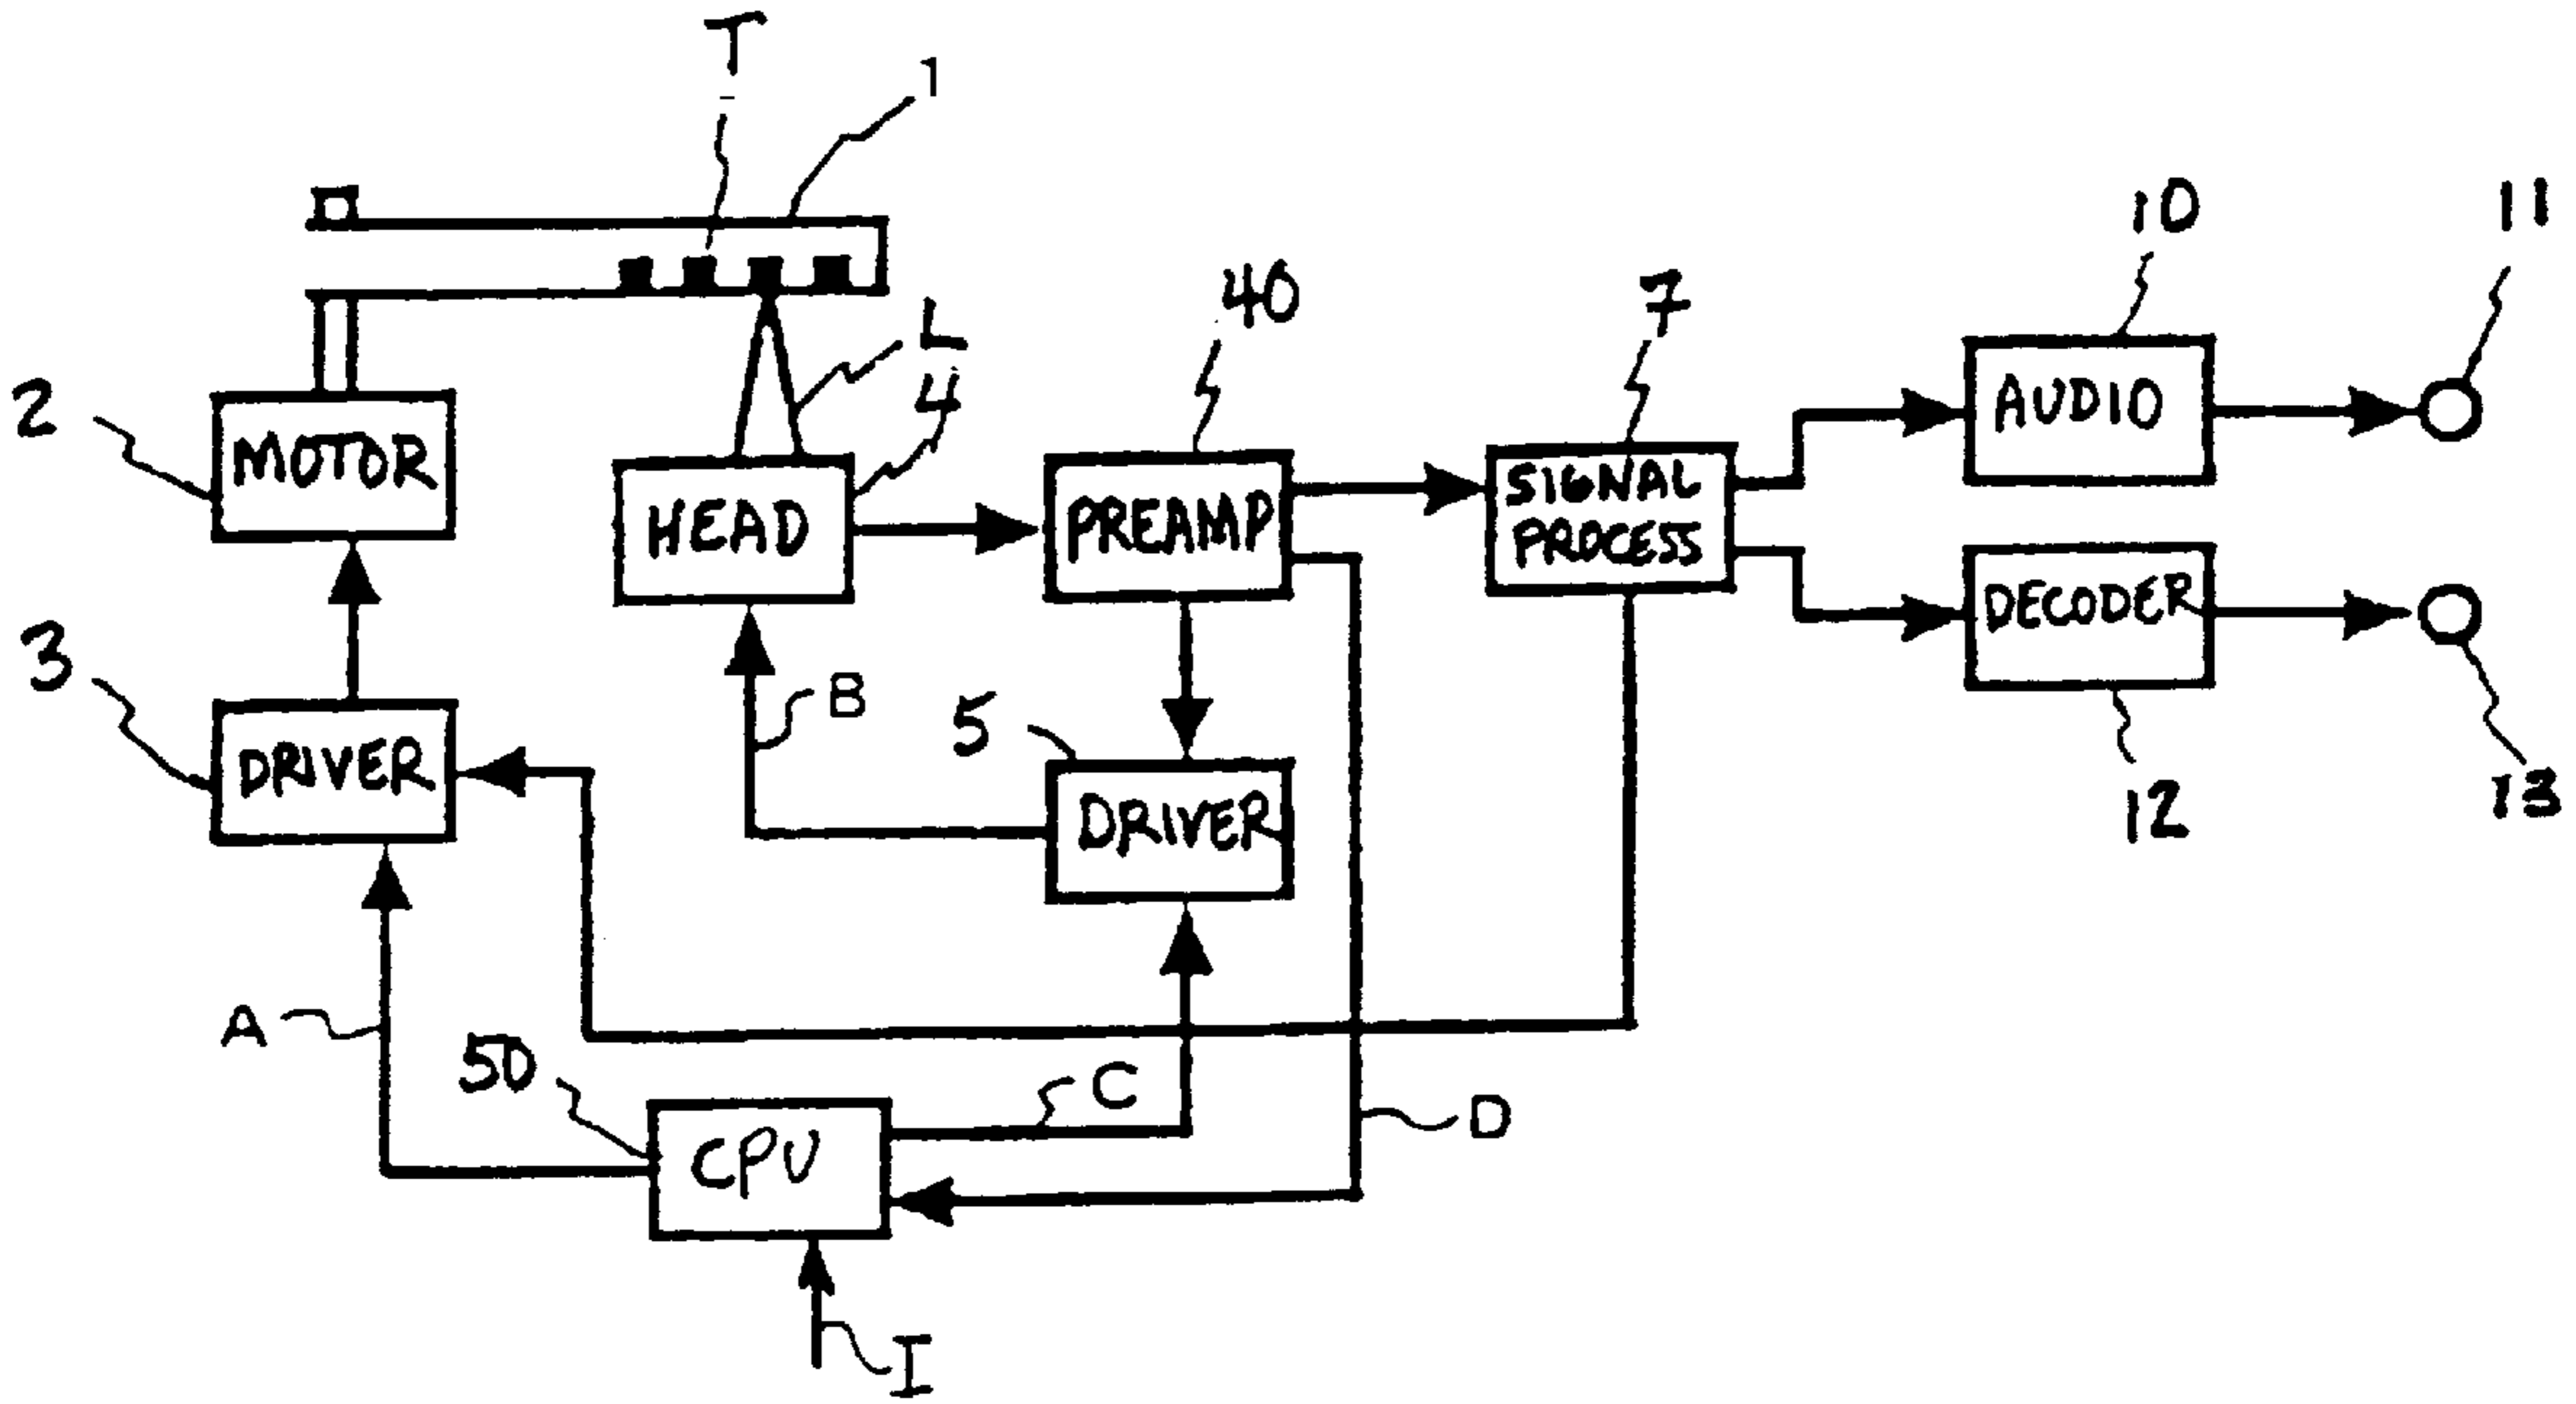 T
1
10
11
40
7
L
4
2
AUDIO
MOTOR
SIGNAL
PROCESS
HEAD
PREAMP
DECODER
3
B
5
DRIVER
DRIVER
12
13
A
50
C
D
CPU
I